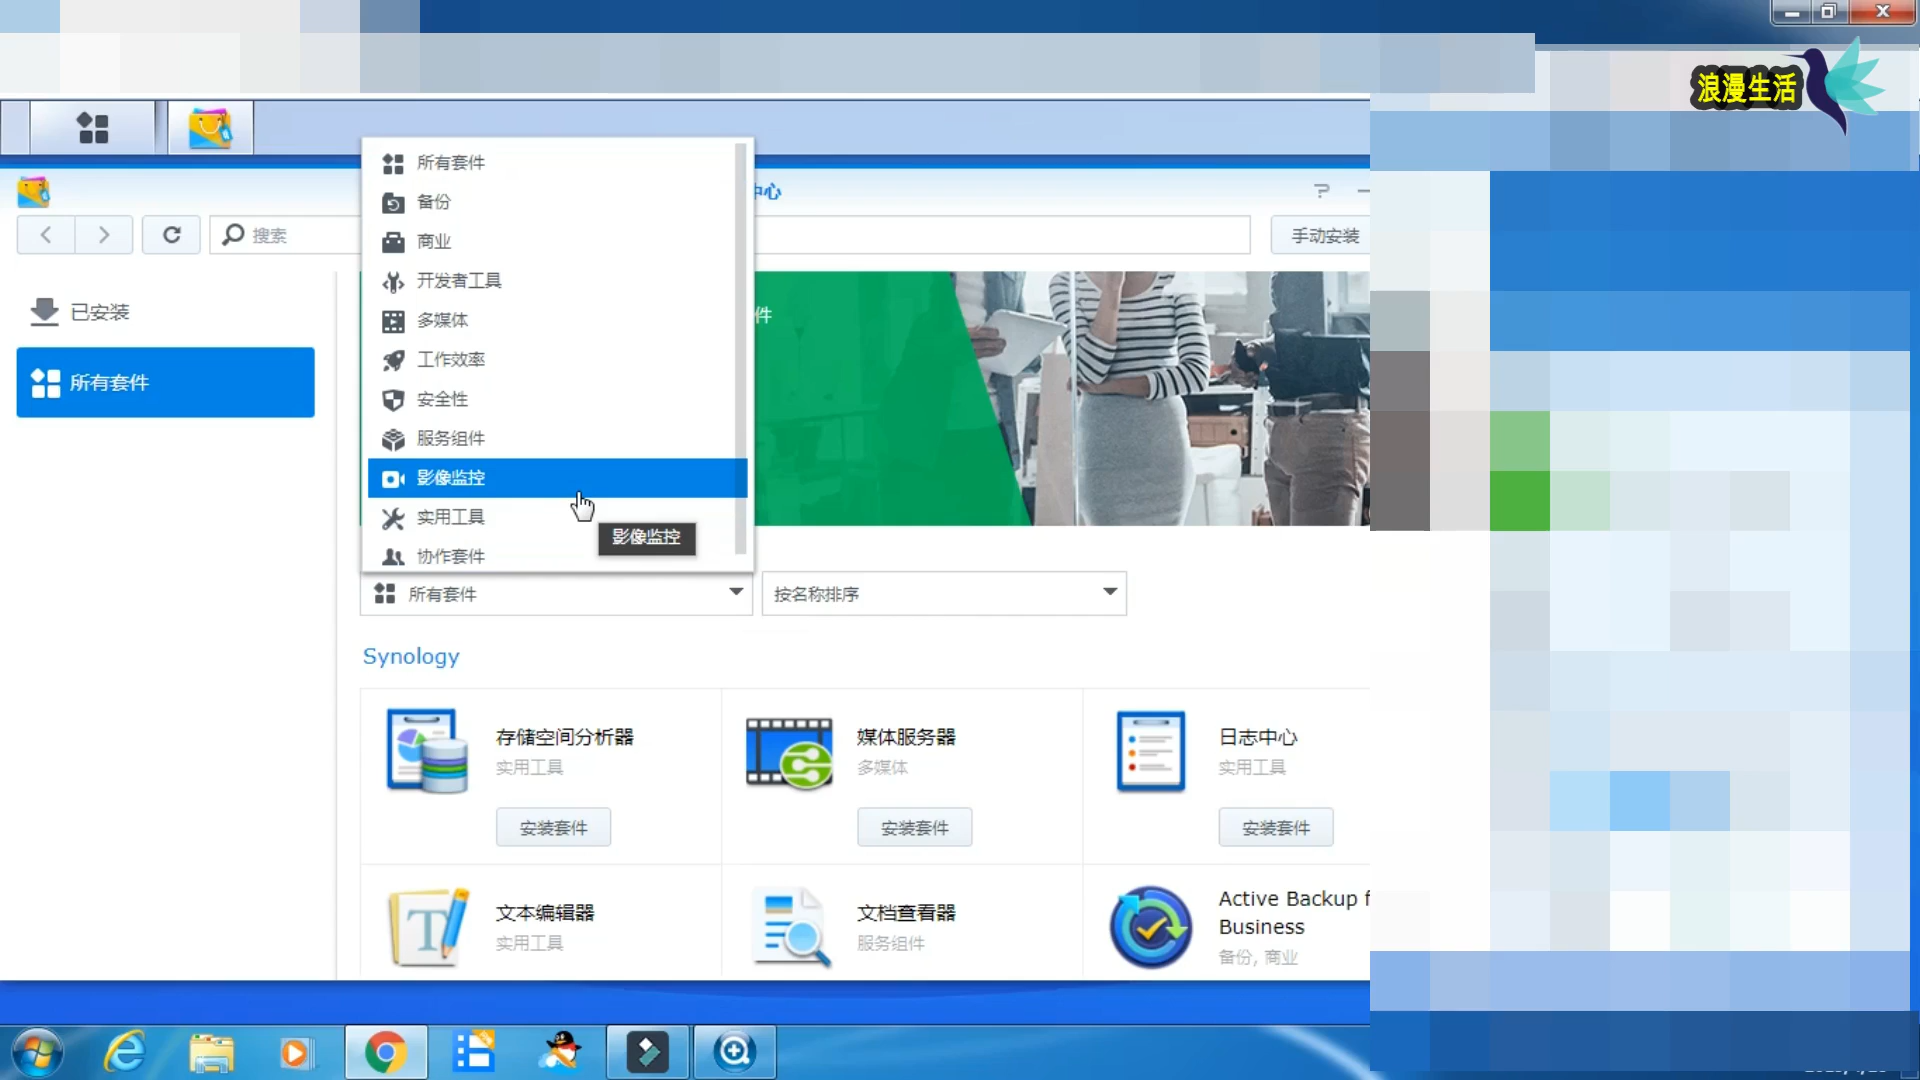 浪漫生活
中心
搜索
手动安装
已安装
所有套件
所有套件
备份
商业
开发者工具
多媒体
工作效率
安全性
服务组件
影像监控
实用工具
协作套件
影像监控
件
所有套件
按名称排序
Synology
存储空间分析器
实用工具
安装套件
媒体服务器
多媒体
安装套件
日志中心
实用工具
安装套件
文本编辑器
实用工具
文档查看器
服务组件
Active Backup f
Business
备份, 商业